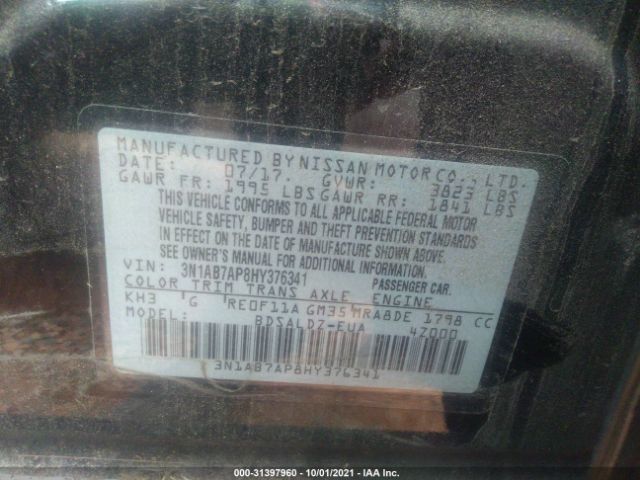 MANUFACTURED BY NISSAN MOTOR CO., LTD.
DATE: 07/17. GVWR: 3823 LBS
GAWR FR: 1995 LBS GAWR RR: 1841 LBS
THIS VEHICLE CONFORMS TO ALL APPLICABLE FEDERAL MOTOR
VEHICLE SAFETY, BUMPER AND THEFT PREVENTION STANDARDS
IN EFFECT ON THE DATE OF MANUFACTURE SHOWN ABOVE.
SEE OWNER'S MANUAL FOR ADDITIONAL INFORMATION.
VIN: 3N1AB7AP8HY376341 PASSENGER CAR.
COLOR TRIM TRANS AXLE ENGINE
KH3 'G 'RE0F11A GM35 MRA8DE 1798 CC
MODEL: BDSALDZ-EUA 4Z000
3N1AB7AP8HY376341
000-31397960 - 10/01/2021 - IAA Inc.